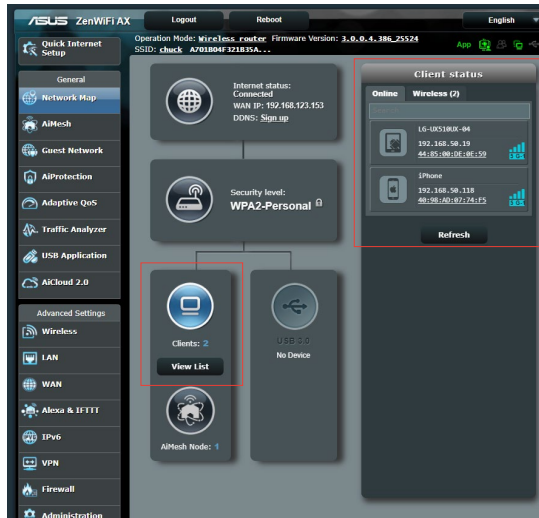 ASUS ZenWiFi AX
Logout
Reboot
English
Quick Internet
Setup
Operation Mode: Wireless router Firmware Version: 3.0.0.4.386_25524
SSID: chuck A701B04F321B35A...
App
General
Network Map
AiMesh
Guest Network
AiProtection
Adaptive QoS
Traffic Analyzer
USB Application
AiCloud 2.0
Advanced Settings
Wireless
LAN
WAN
Alexa & IFTTT
IPv6
VPN
Firewall
Administration
Internet status:
Connected
WAN IP: 192.168.123.153
DDNS: Sign up
Security level:
WPA2-Personal
Clients: 2
View List
USB 3.0
No Device
AiMesh Node: 1
Client status
Online
Wireless (2)
LG-UX510UX-04
192.168.50.19
44:85:00:DE:0E:59
iPhone
192.168.50.118
40:98:AD:07:74:F5
Refresh